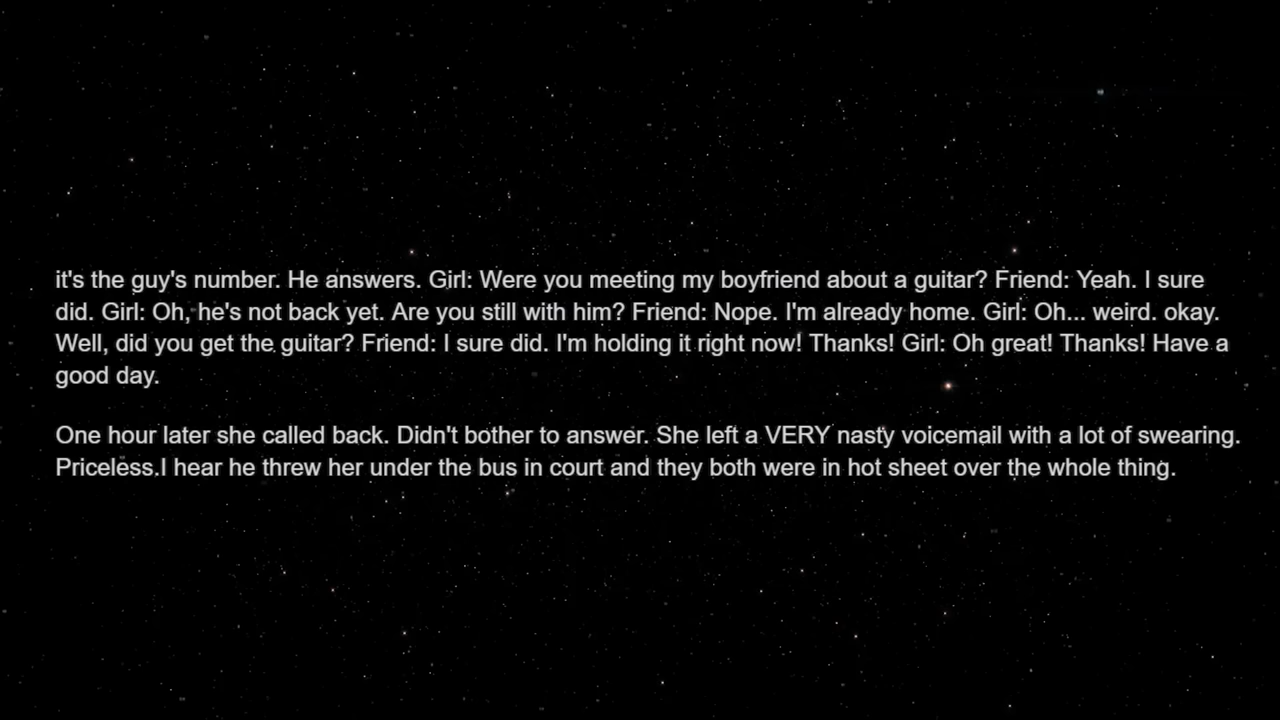 it's the guy's number. He answers. Girl: Were you meeting my boyfriend about a guitar? Friend: Yeah. I sure
did. Girl: Oh, he's not back yet. Are you still with him? Friend: Nope. I'm already home. Girl: Oh... weird. okay.
Well, did you get the guitar? Friend: I sure did. I'm holding it right now! Thanks! Girl: Oh great! Thanks! Have a
good day.
One hour later she called back. Didn't bother to answer. She left a VERY nasty voicemail with a lot of swearing.
Priceless.I hear he threw her under the bus in court and they both were in hot sheet over the whole thing.